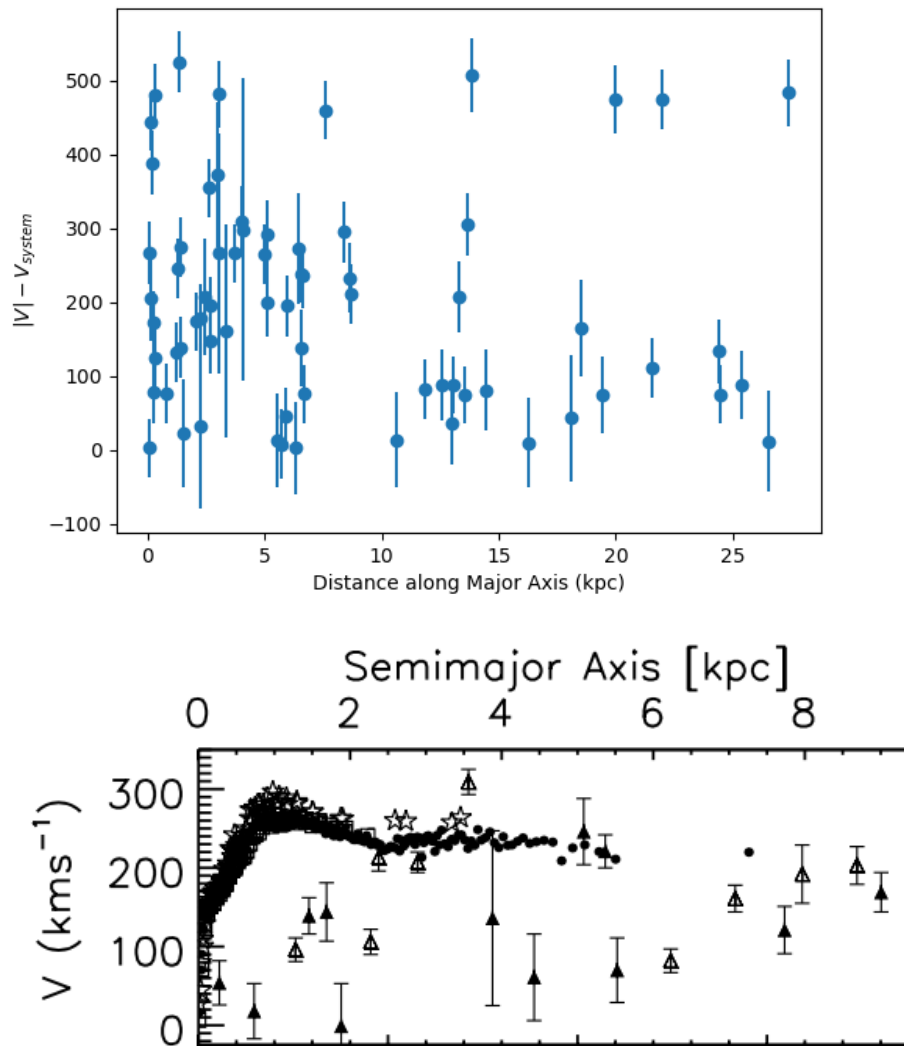 500
400
300
200
100
0
−100
|V| − V_system
0 5 10 15 20 25
Distance along Major Axis (kpc)
Semimajor Axis [kpc]
0 2 4 6 8
300
200
100
0
V (kms⁻¹)